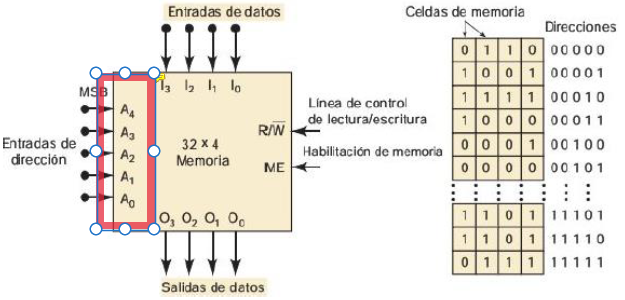 Entradas de datos
MSB
I3 I2 I1 I0
A4
A3
A2
A1
A0
Entradas de dirección
32 x 4
Memoria
R/W̅
ME
Línea de control
de lectura/escritura
Habilitación de memoria
O3 O2 O1 O0
Salidas de datos
Celdas de memoria
Direcciones
0 1 1 0 00000
1 0 0 1 00001
1 1 1 1 00010
1 0 0 0 00011
0 0 0 0 00100
0 0 0 1 00101
1 1 0 1 11101
1 1 0 1 11110
0 1 1 1 11111